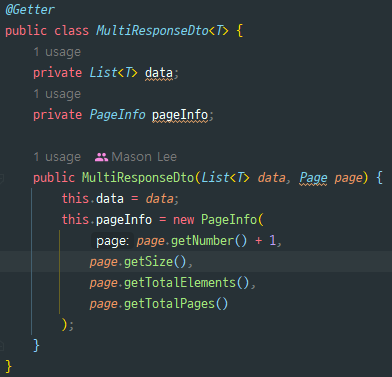 @Getter
public class MultiResponseDto<T> {
1 usage
private List<T> data;
1 usage
private PageInfo pageInfo;
1 usage Mason Lee
public MultiResponseDto(List<T> data, Page page) {
this.data = data;
this.pageInfo = new PageInfo(
page: page.getNumber() + 1,
page.getSize(),
page.getTotalElements(),
page.getTotalPages()
);
}
}